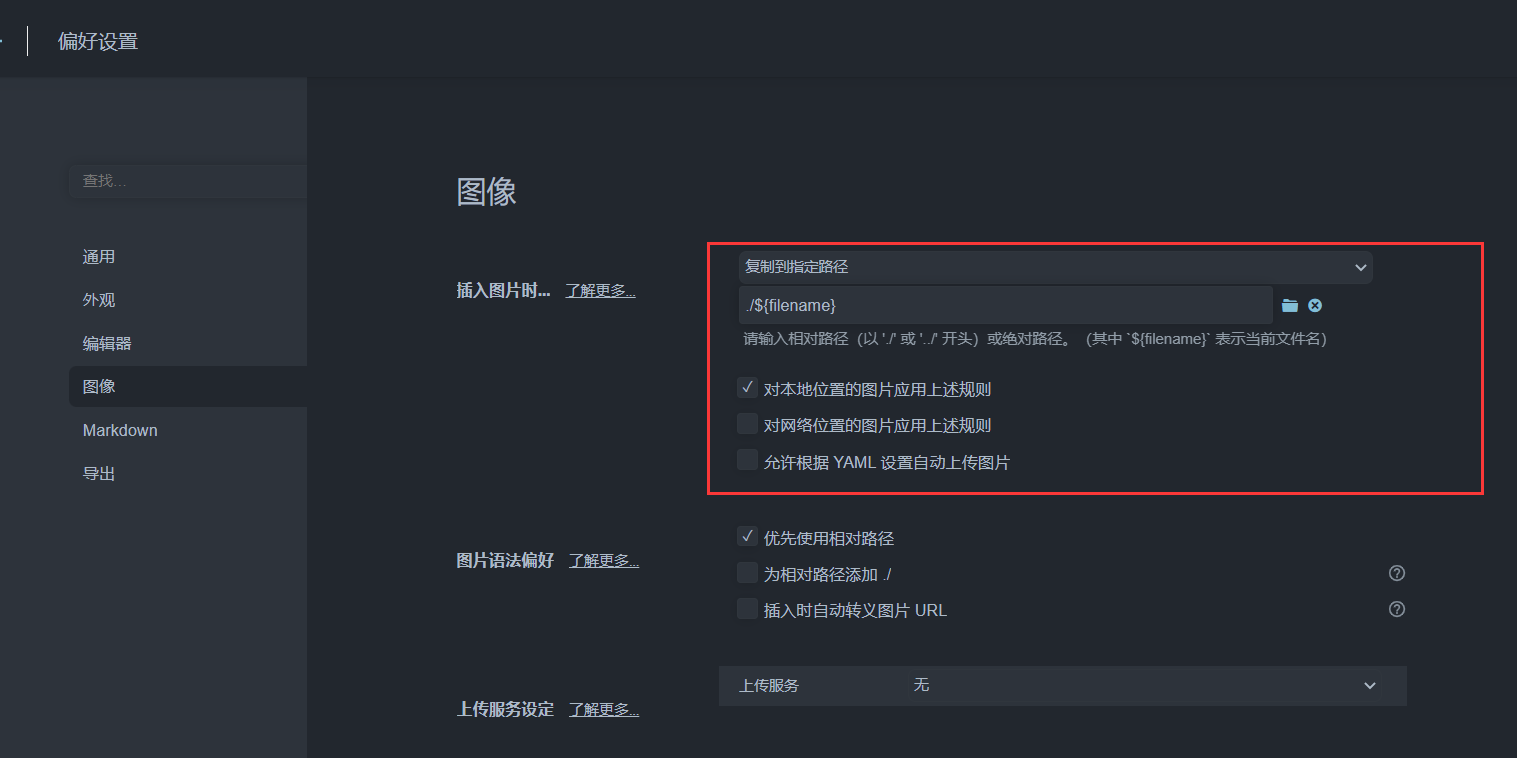 偏好设置
查找...
通用
外观
编辑器
图像
Markdown
导出
图像
插入图片时... 了解更多...
复制到指定路径
./${filename}
请输入相对路径（以 './' 或 '../' 开头）或绝对路径。（其中 `${filename}` 表示当前文件名）
对本地位置的图片应用上述规则
对网络位置的图片应用上述规则
允许根据 YAML 设置自动上传图片
图片语法偏好 了解更多...
优先使用相对路径
为相对路径添加 ./
插入时自动转义图片 URL
上传服务设定 了解更多...
上传服务 无